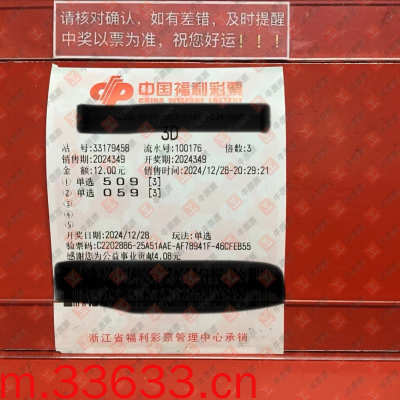 请核对确认，如有差错，及时提醒
中奖以票为准，祝您好运！！！
中国福利彩票
CHINA WELFARE LOTTERY
3D
站 号:33179458 流水号:100176 倍数:3
销售期:2024349 开奖期:2024349
金 额:12.00元 销售时间:2024/12/28-20:29:21
① 单选 509 [3]
② 单选 059 [3]
③
④
⑤
开奖日期:2024/12/28 玩法:单选
验票码:C2202886-25A51AAE-AF78941F-46CFEB55
感谢您为公益事业贡献4.08元
浙江省福利彩票管理中心承销
m.33633.cn